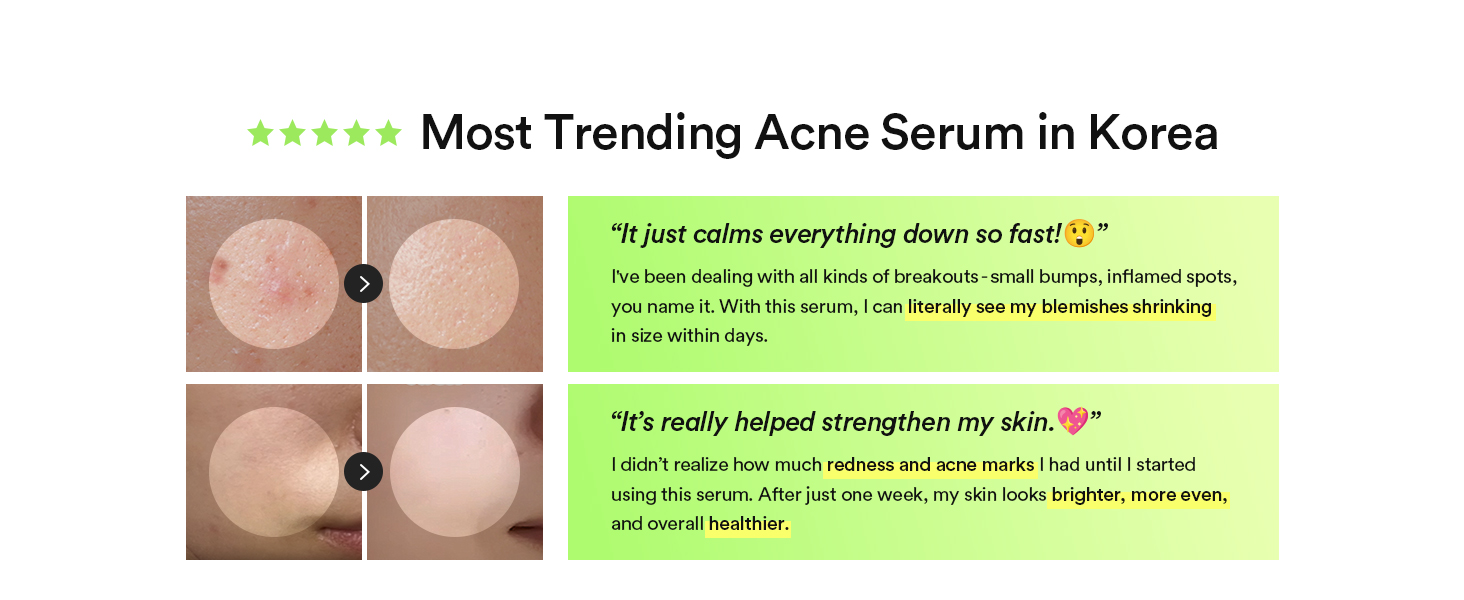 Most Trending Acne Serum in Korea
“It just calms everything down so fast!😲”
I've been dealing with all kinds of breakouts-small bumps, inflamed spots,
you name it. With this serum, I can literally see my blemishes shrinking
in size within days.
“It’s really helped strengthen my skin.💖”
I didn’t realize how much redness and acne marks I had until I started
using this serum. After just one week, my skin looks brighter, more even,
and overall healthier.